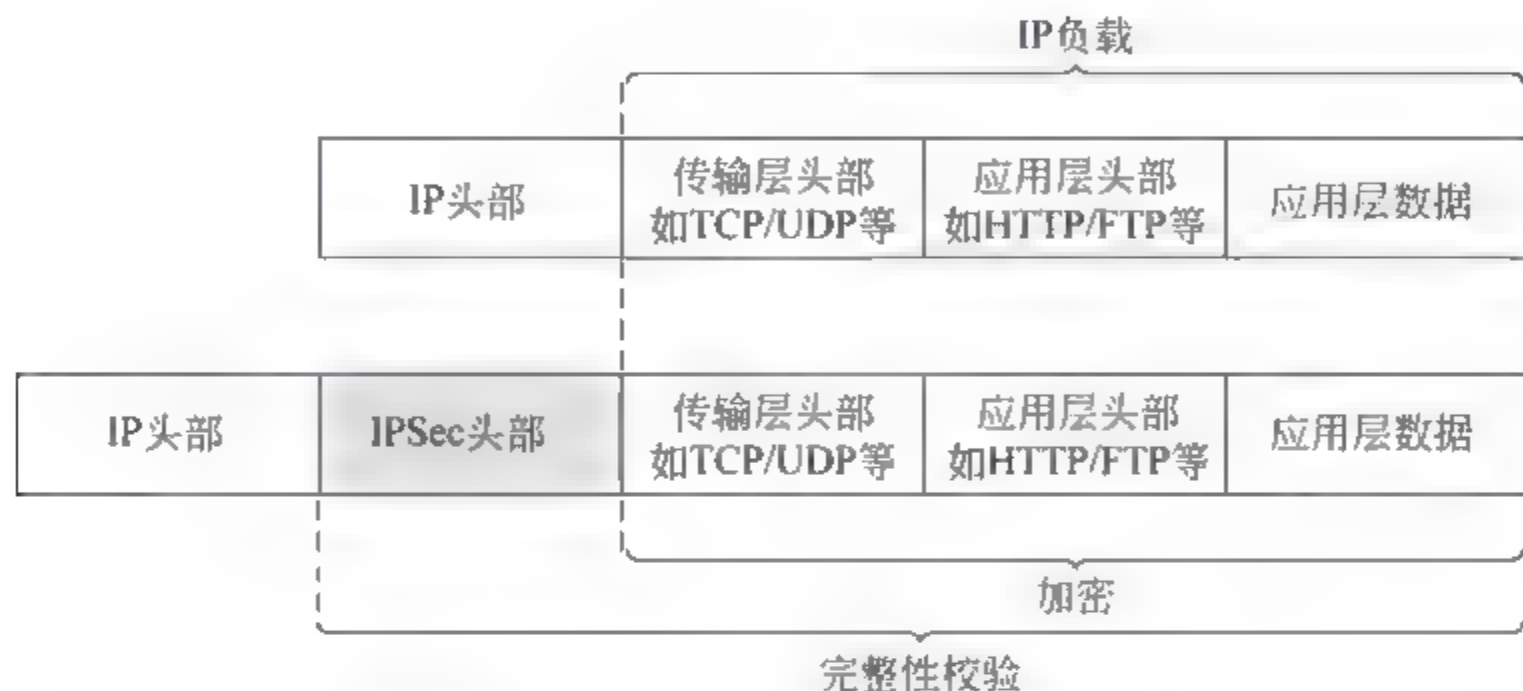 IP负载
IP头部
传输层头部
如TCP/UDP等
应用层头部
如HTTP/FTP等
应用层数据
IP头部
IPSec头部
传输层头部
如TCP/UDP等
应用层头部
如HTTP/FTP等
应用层数据
加密
完整性校验